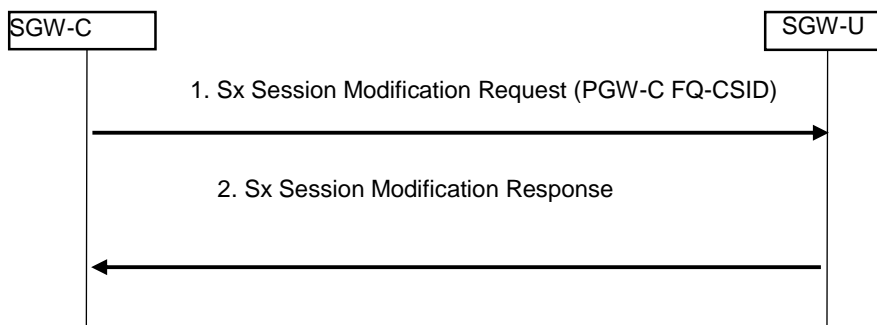 SGW-C
SGW-U
1. Sx Session Modification Request (PGW-C FQ-CSID)
2. Sx Session Modification Response